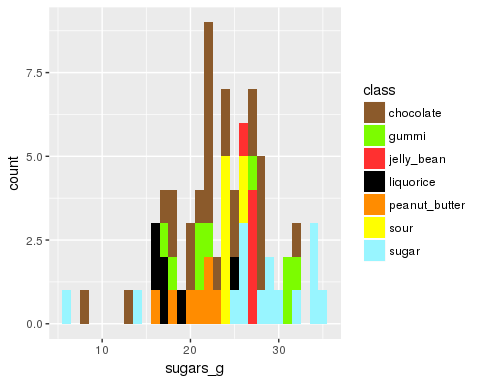 7.5
5.0
2.5
0.0
count
10
20
30
sugars_g
class
chocolate
gummi
jelly_bean
liquorice
peanut_butter
sour
sugar